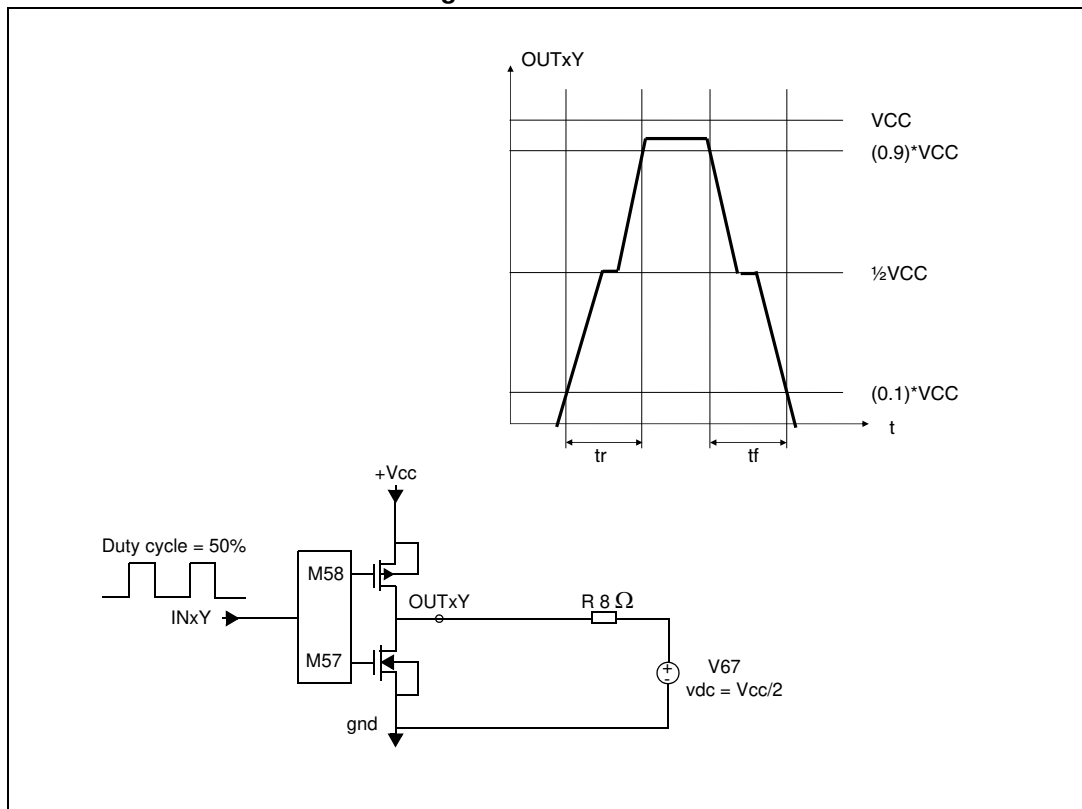 OUTxY
VCC
(0.9)*VCC
½VCC
(0.1)*VCC
t
tr
tf
+Vcc
Duty cycle = 50%
M58
OUTxY
R 8 Ω
INxY
M57
V67
vdc = Vcc/2
+
-
gnd